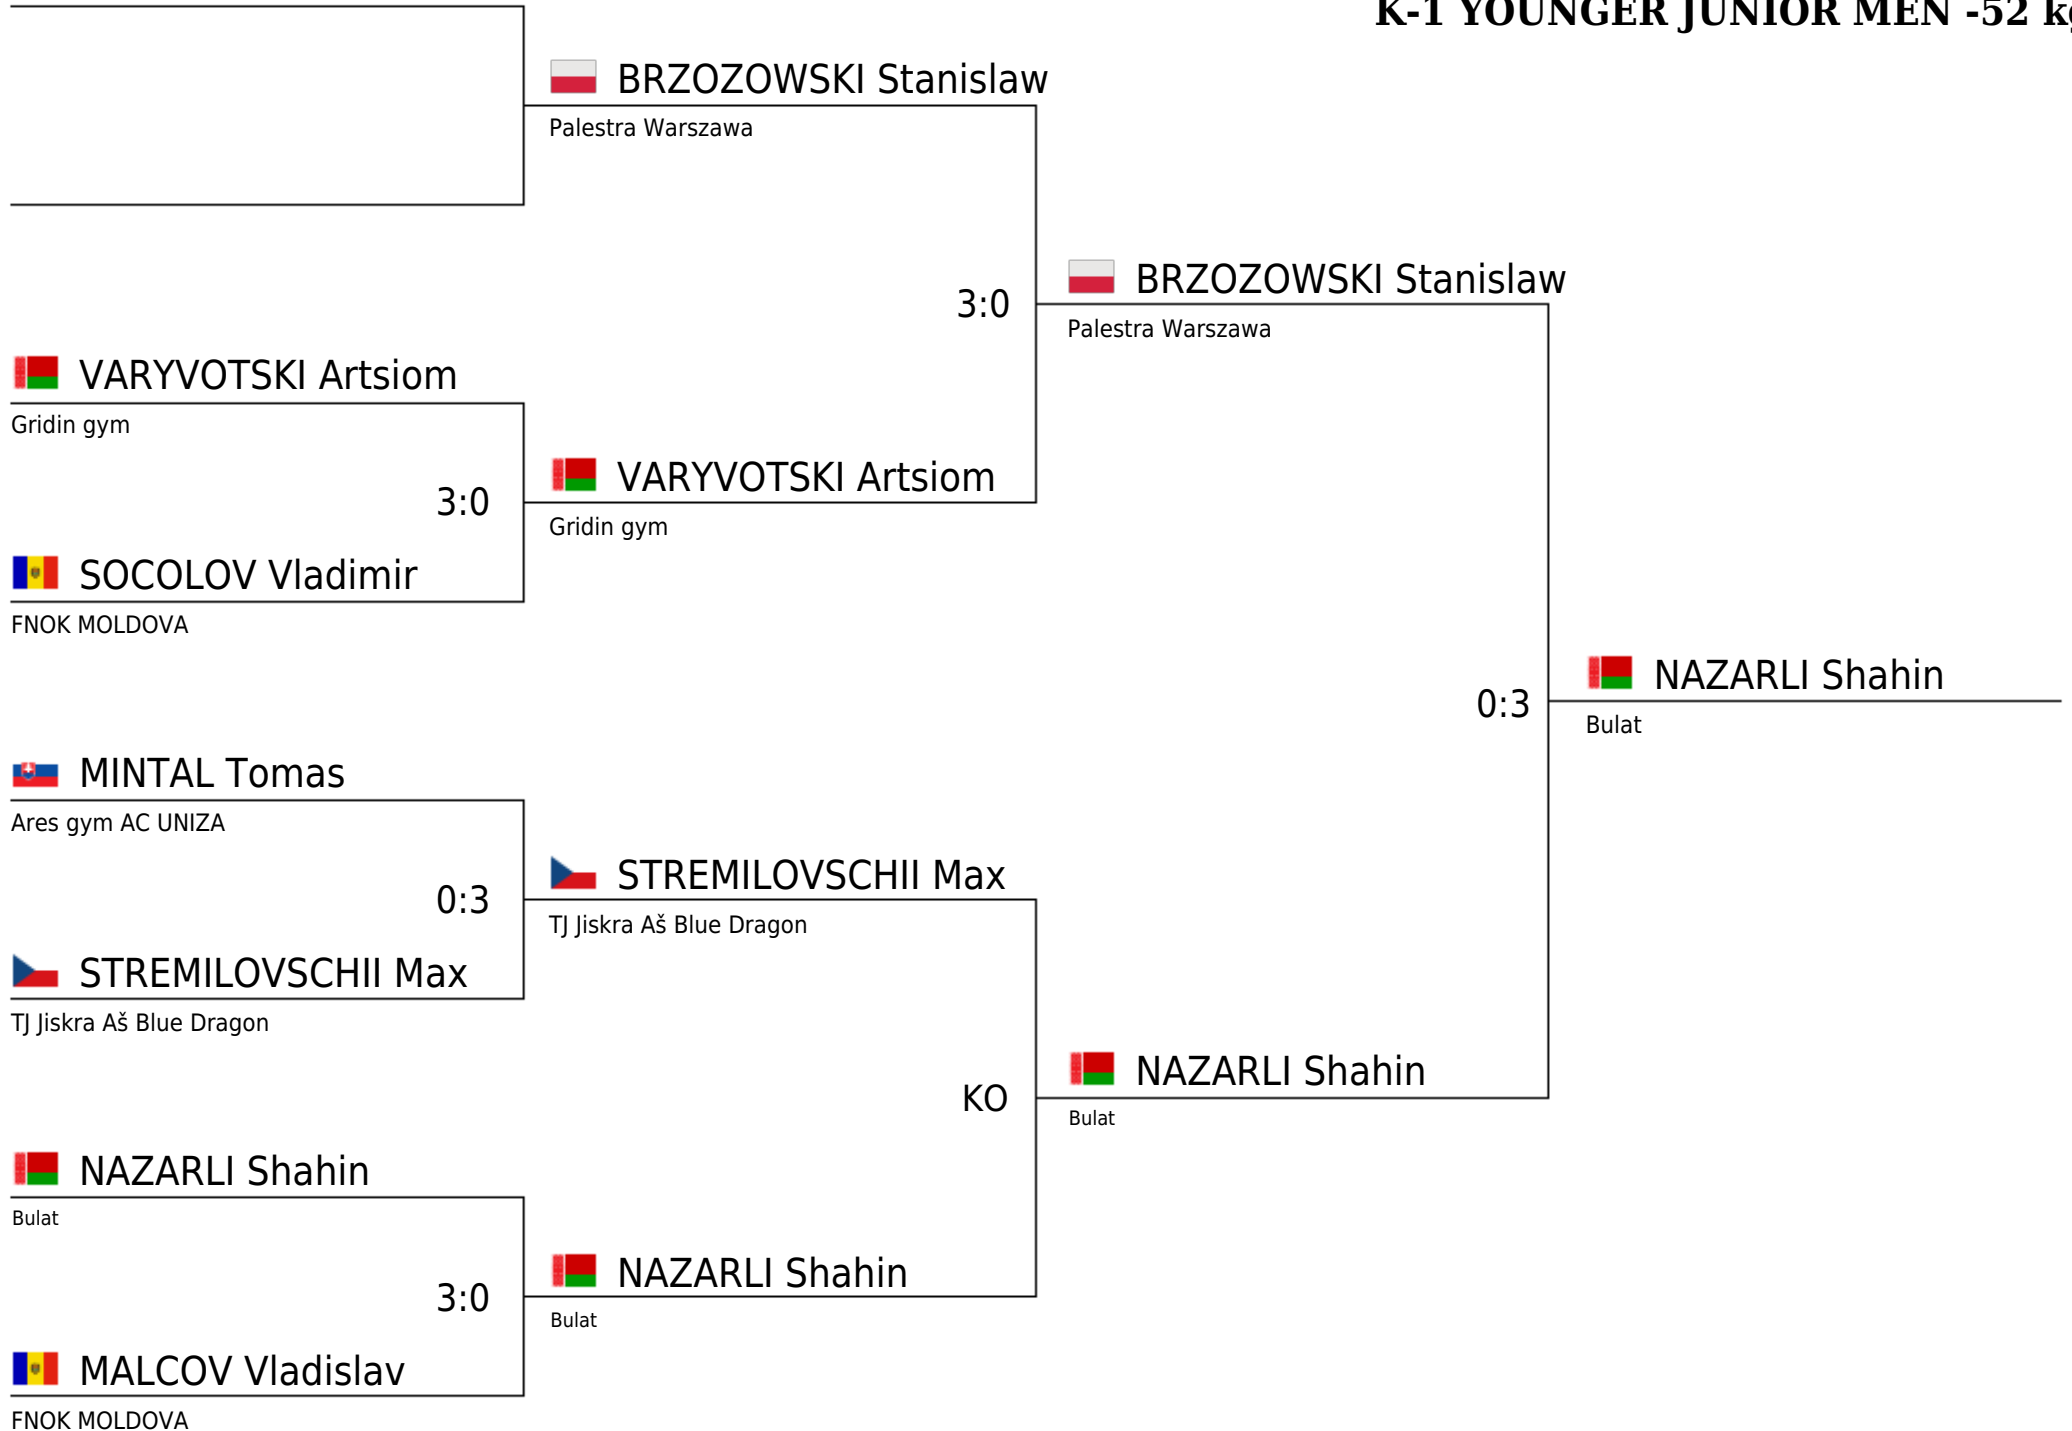 K-1 YOUNGER JUNIOR MEN -52 kg
BRZOZOWSKI Stanislaw
Palestra Warszawa
BRZOZOWSKI Stanislaw
3:0
Palestra Warszawa
VARYVOTSKI Artsiom
Gridin gym
VARYVOTSKI Artsiom
3:0
Gridin gym
SOCOLOV Vladimir
FNOK MOLDOVA
NAZARLI Shahin
0:3
Bulat
MINTAL Tomas
Ares gym AC UNIZA
STREMILOVSCHII Max
0:3
TJ Jiskra Aš Blue Dragon
STREMILOVSCHII Max
TJ Jiskra Aš Blue Dragon
NAZARLI Shahin
KO
Bulat
NAZARLI Shahin
Bulat
NAZARLI Shahin
3:0
Bulat
MALCOV Vladislav
FNOK MOLDOVA